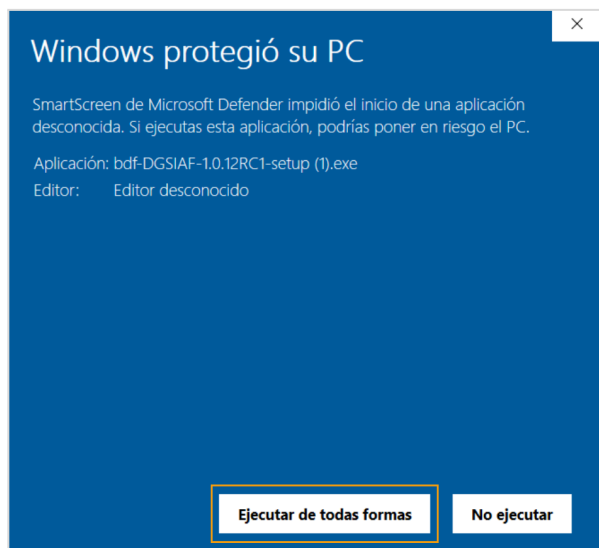 Windows protegió su PC
SmartScreen de Microsoft Defender impidió el inicio de una aplicación
desconocida. Si ejecutas esta aplicación, podrías poner en riesgo el PC.
Aplicación: bdf-DGSIAF-1.0.12RC1-setup (1).exe
Editor: Editor desconocido
Ejecutar de todas formas
No ejecutar